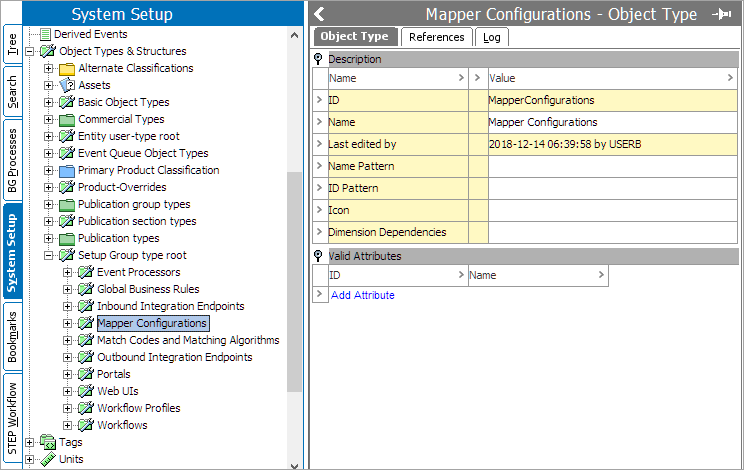 Tree
Search
BG Processes
System Setup
Bookmarks
STEP Workflow
System Setup
Derived Events
Object Types & Structures
Alternate Classifications
Assets
Basic Object Types
Commercial Types
Entity user-type root
Event Queue Object Types
Primary Product Classification
Product-Overrides
Publication group types
Publication section types
Publication types
Setup Group type root
Event Processors
Global Business Rules
Inbound Integration Endpoints
Mapper Configurations
Match Codes and Matching Algorithms
Outbound Integration Endpoints
Portals
Web UIs
Workflow Profiles
Workflows
Tags
Units
Mapper Configurations - Object Type
Object Type References Log
Description
Name > > Value >
> ID MapperConfigurations
> Name Mapper Configurations
> Last edited by 2018-12-14 06:39:58 by USERB
> Name Pattern
> ID Pattern
> Icon
> Dimension Dependencies
Valid Attributes
ID > Name >
> Add Attribute